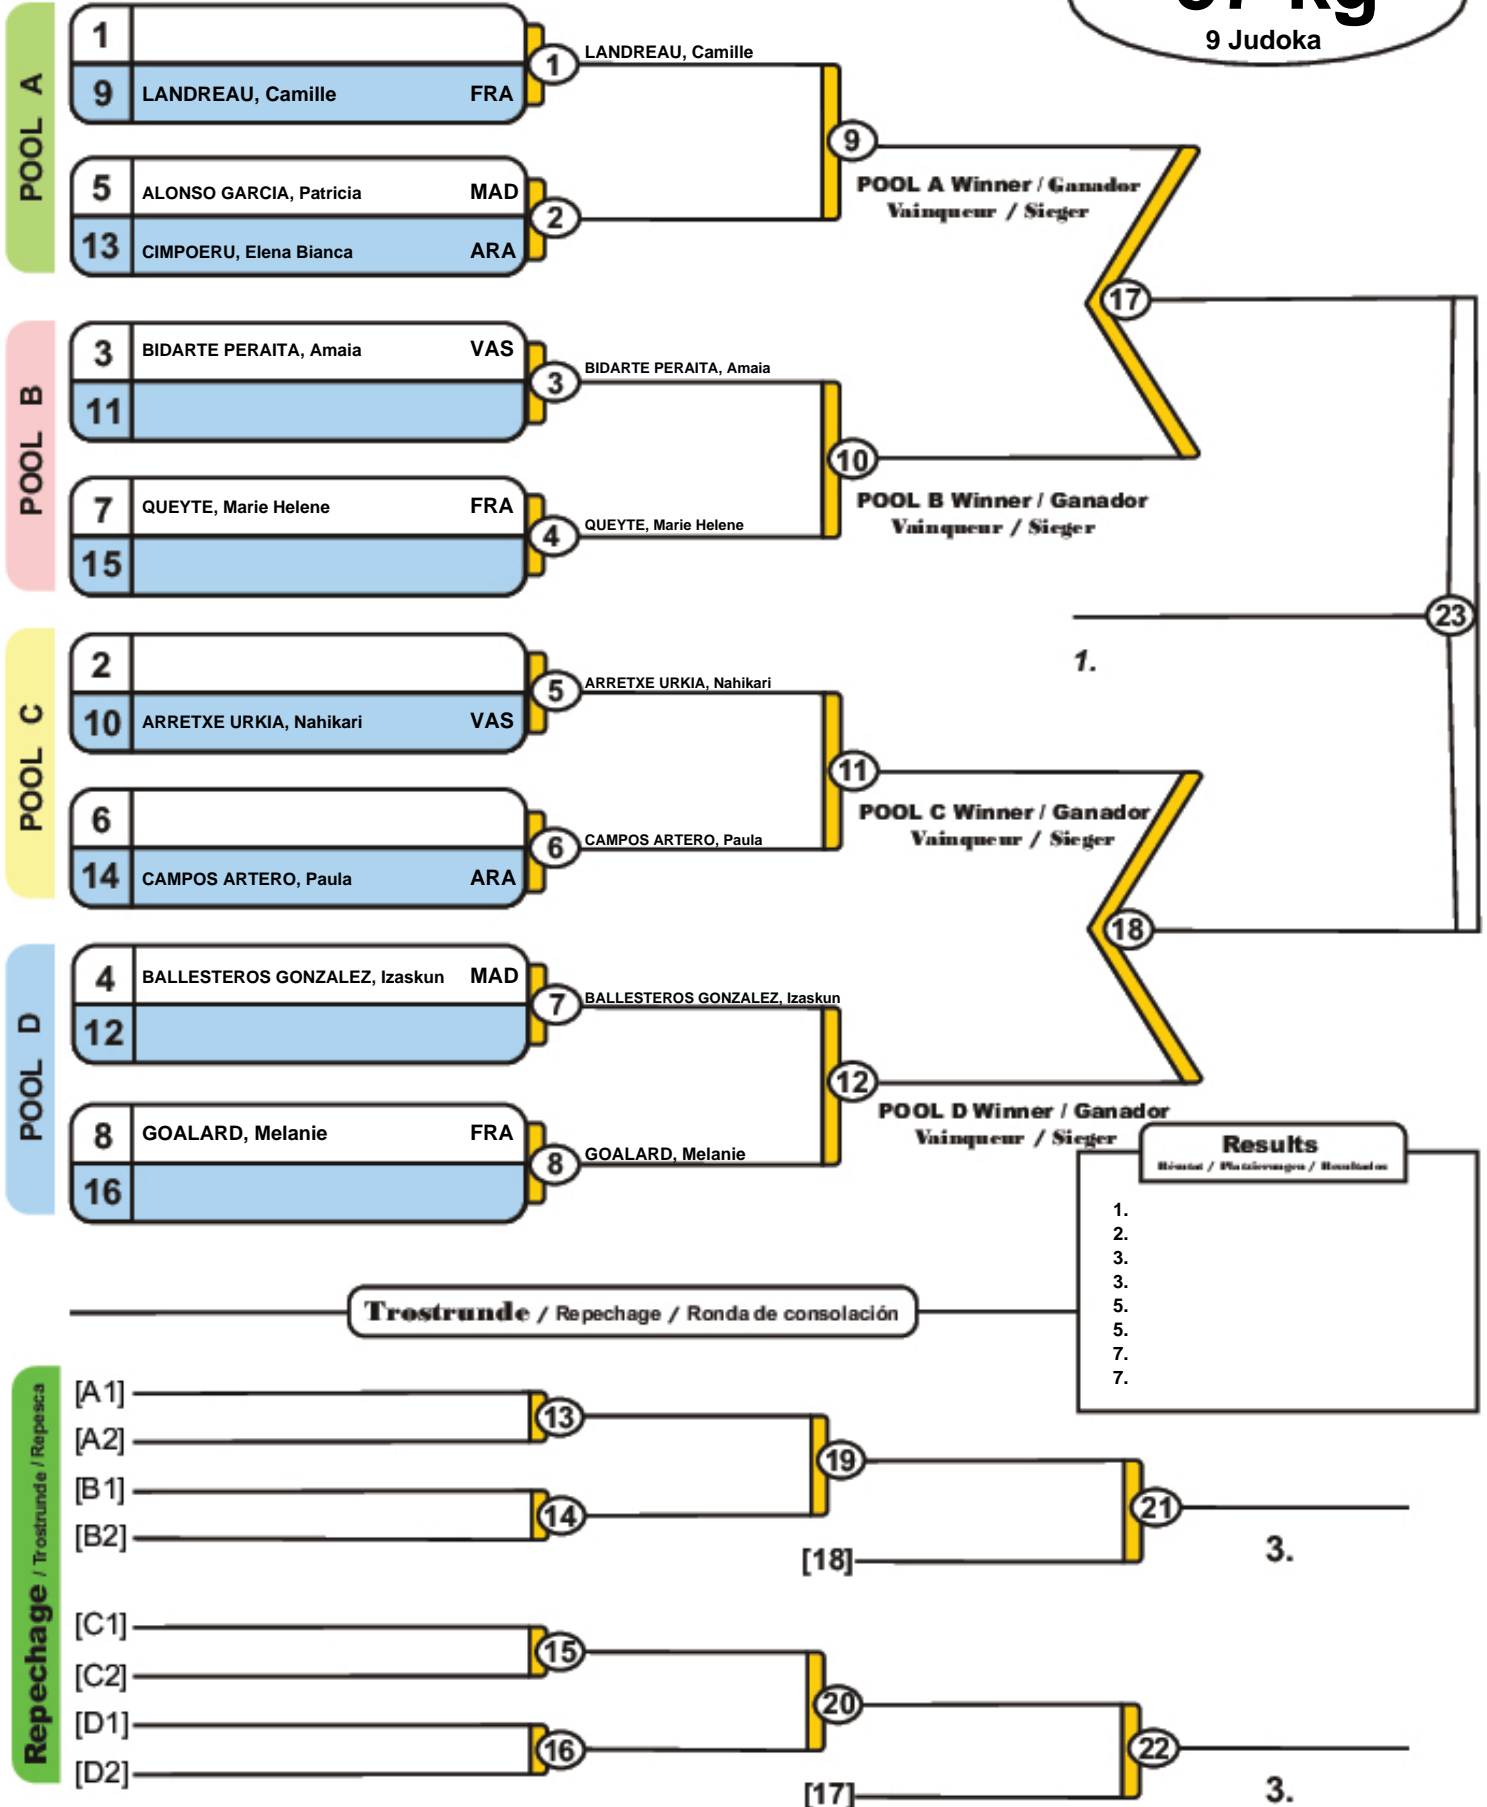 kg
9 Judoka
POOL A
1
9 LANDREAU, Camille FRA
1
LANDREAU, Camille
5 ALONSO GARCIA, Patricia MAD
13 CIMPOERU, Elena Bianca ARA
2
9
POOL A Winner / Ganador
Vainqueur / Sieger
17
POOL B
3 BIDARTE PERAITA, Amaia VAS
11
3
BIDARTE PERAITA, Amaia
7 QUEYTE, Marie Helene FRA
15
4
QUEYTE, Marie Helene
10
POOL B Winner / Ganador
Vainqueur / Sieger
23
1.
POOL C
2
10 ARRETXE URKIA, Nahikari VAS
5
ARRETXE URKIA, Nahikari
6
14 CAMPOS ARTERO, Paula ARA
6
CAMPOS ARTERO, Paula
11
POOL C Winner / Ganador
Vainqueur / Sieger
18
POOL D
4 BALLESTEROS GONZALEZ, Izaskun MAD
12
7
BALLESTEROS GONZALEZ, Izaskun
8 GOALARD, Melanie FRA
16
8
GOALARD, Melanie
12
POOL D Winner / Ganador
Vainqueur / Sieger
Results
/ Platzierungen / Resultados
1.
2.
3.
3.
5.
5.
7.
7.
Trostrunde / Repechage / Ronda de consolación
Repechage / Trostrunde / Repesca
[A1]
[A2]
13
[B1]
[B2]
14
19
[18]
21
3.
[C1]
[C2]
15
[D1]
[D2]
16
20
[17]
22
3.